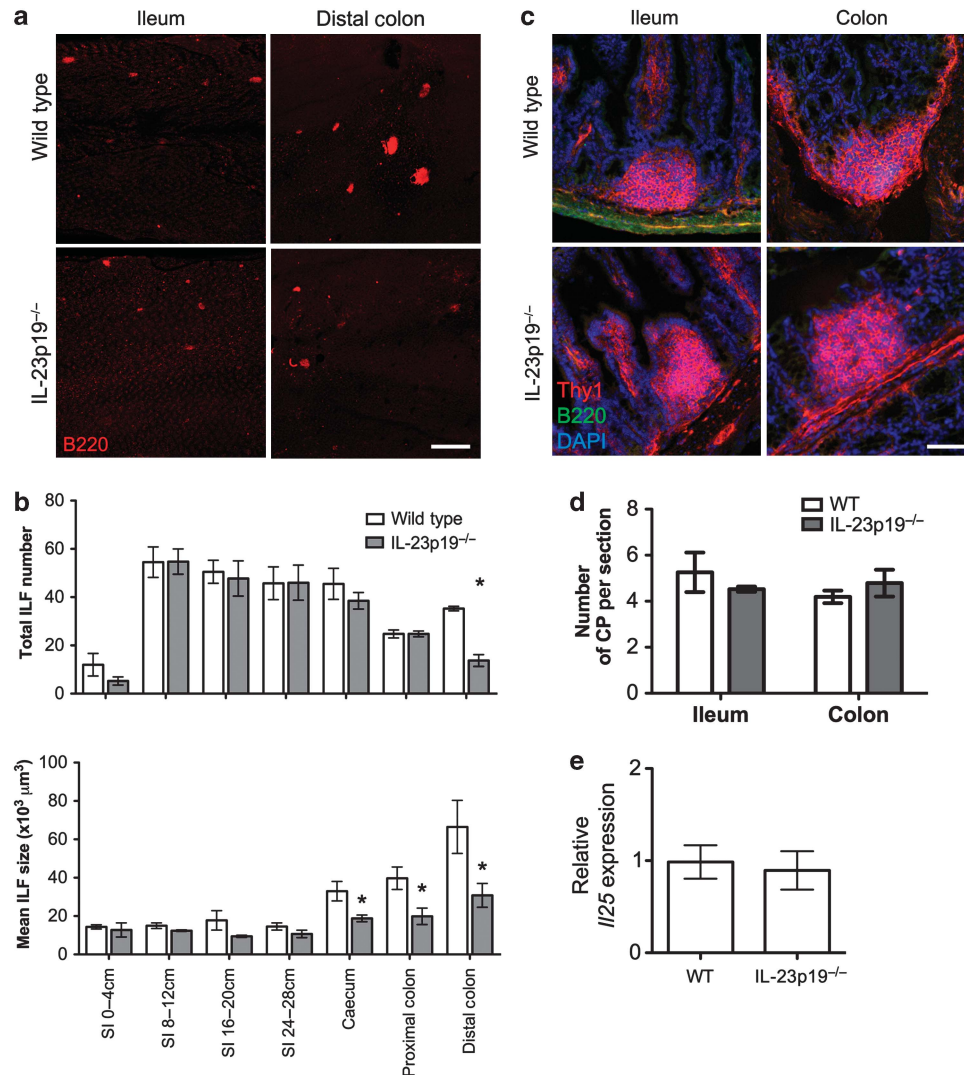 a
Ileum
Distal colon
Wild type
IL-23p19–/–
B220
c
Ileum
Colon
Wild type
IL-23p19–/–
Thy1
B220
DAPI
b
Total ILF number
80
60
40
20
0
Wild type
IL-23p19–/–
*
Mean ILF size (x10³ µm³)
100
80
60
40
20
0
* * *
SI 0–4cm
SI 8–12cm
SI 16–20cm
SI 24–28cm
Caecum
Proximal colon
Distal colon
d
Number
of CP per section
8
6
4
2
0
WT
IL-23p19–/–
Ileum
Colon
e
Relative
Il25 expression
2
1
0
WT
IL-23p19–/–